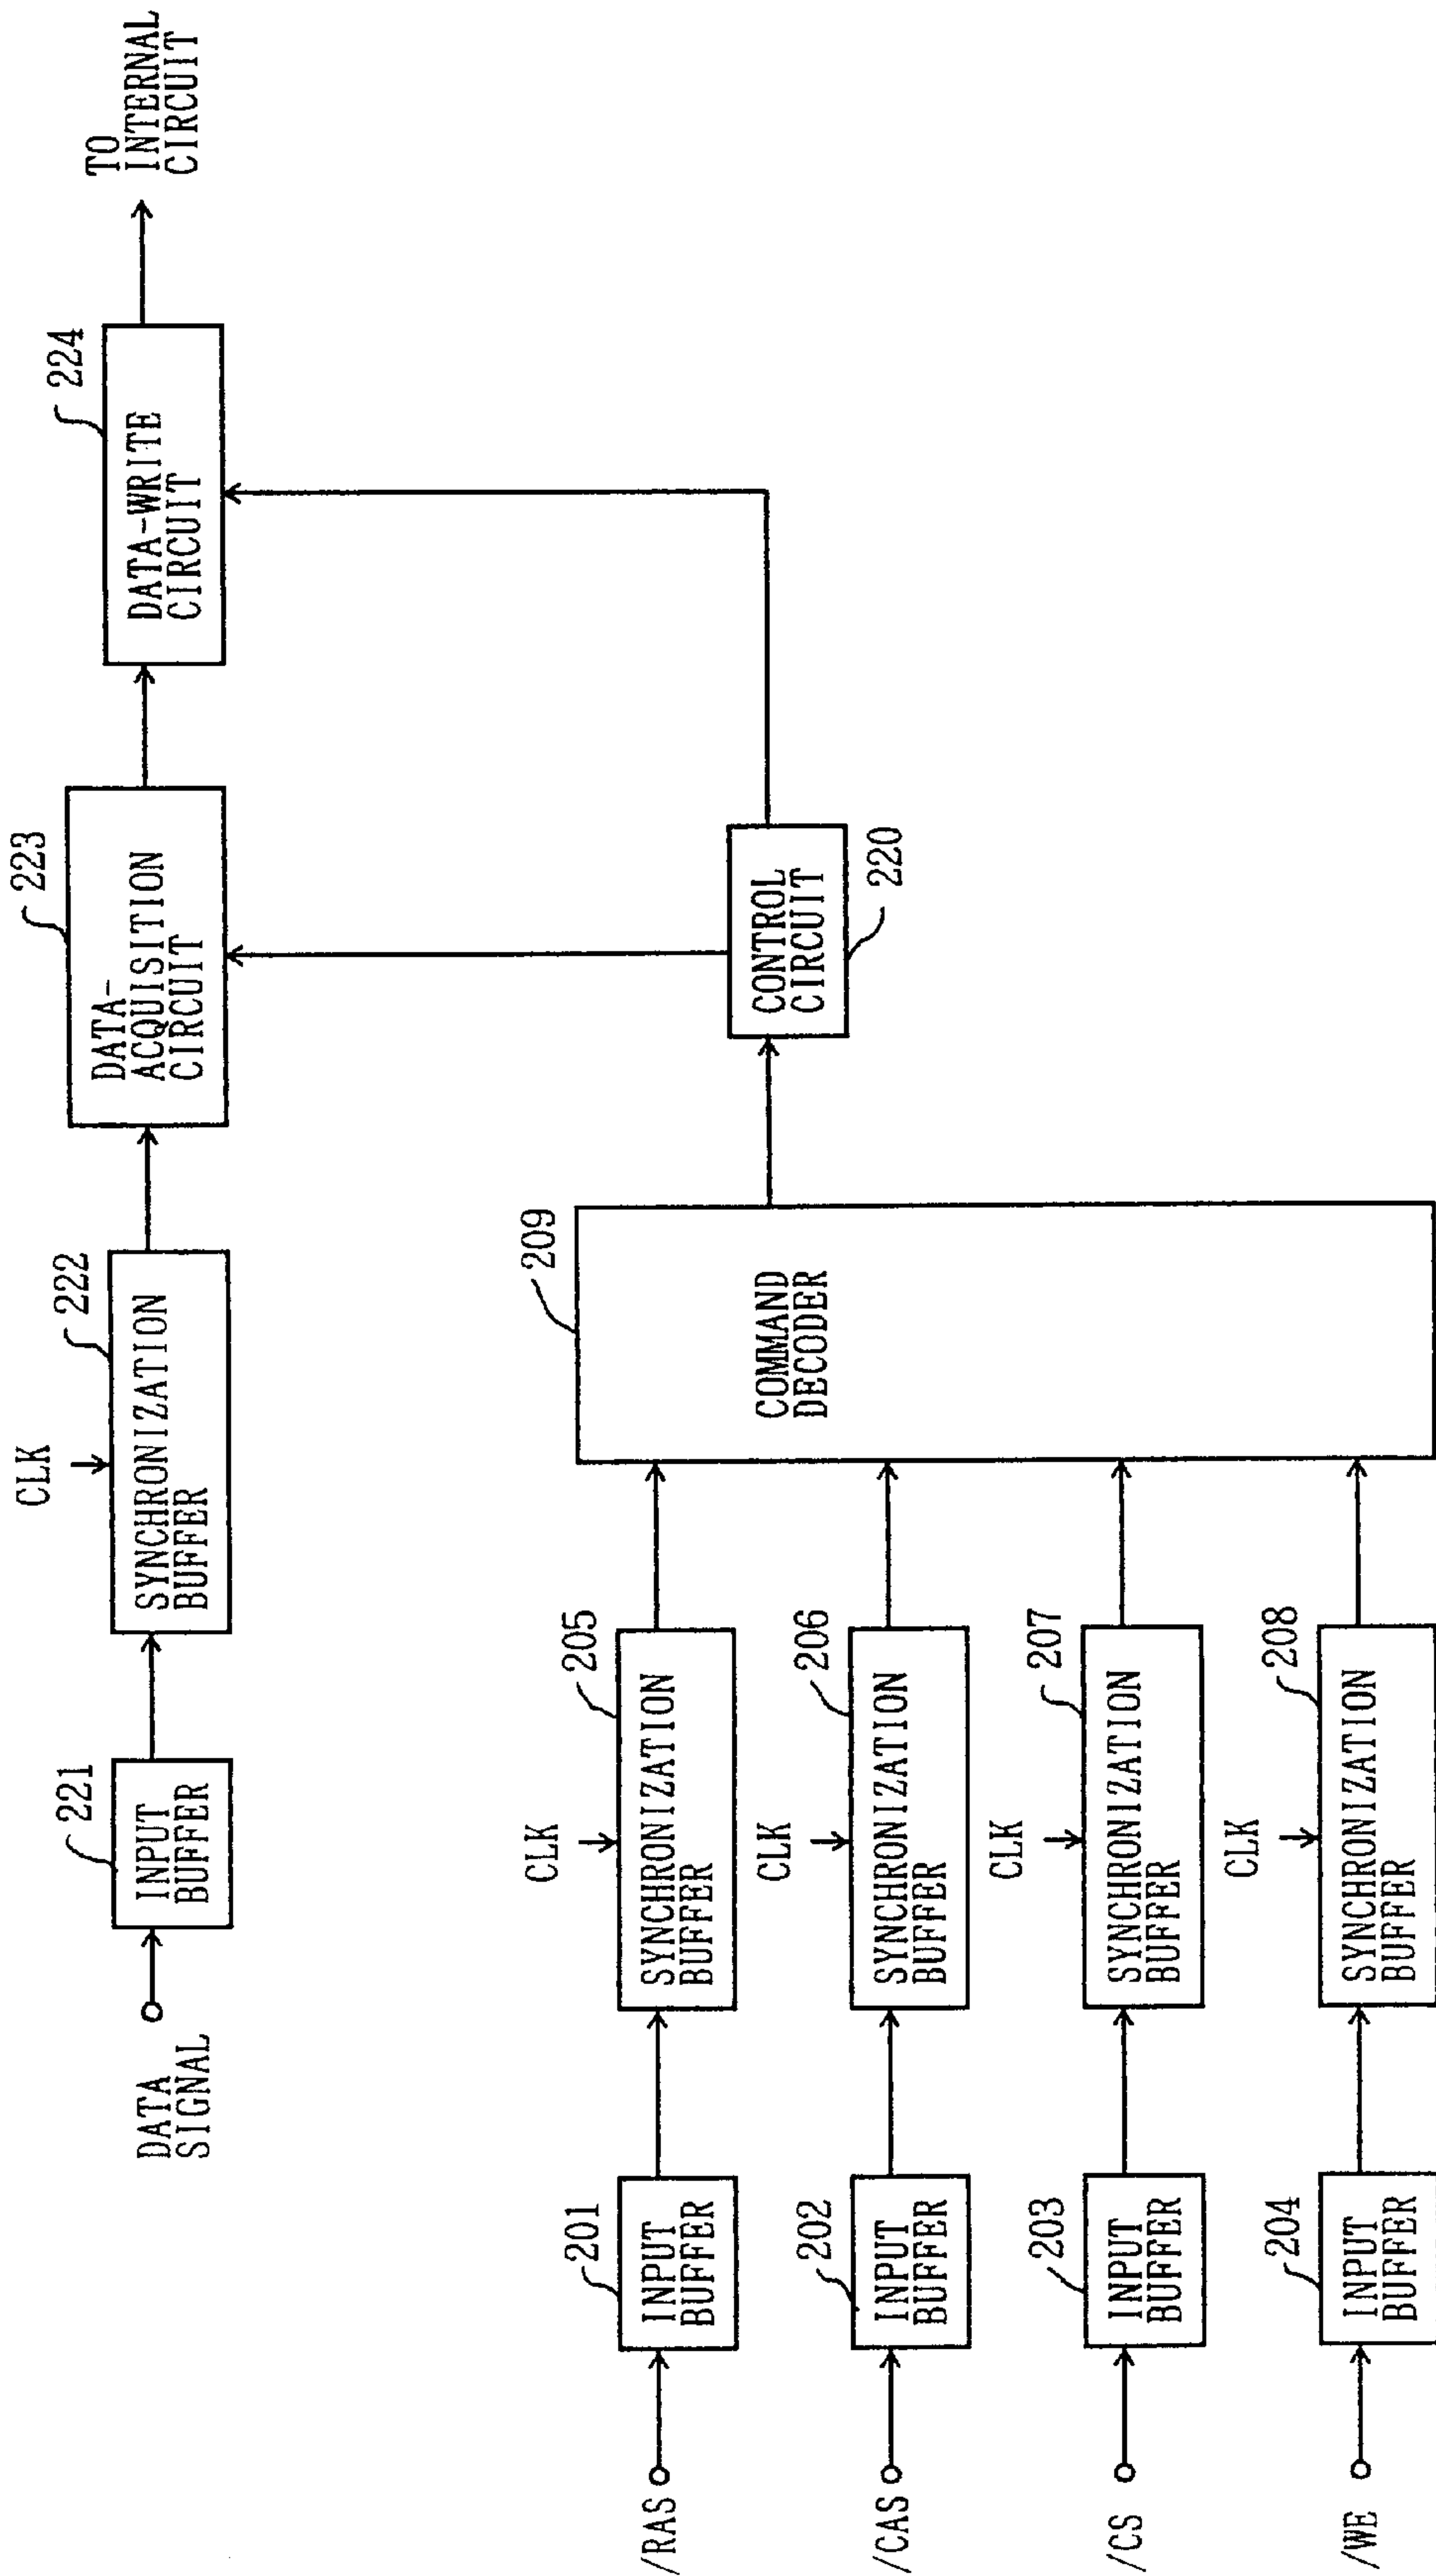 DATA
SIGNAL
221
INPUT
BUFFER
CLK
222
SYNCHRONIZATION
BUFFER
223
DATA-
ACQUISITION
CIRCUIT
224
DATA-WRITE
CIRCUIT
TO
INTERNAL
CIRCUIT
/RAS
201
INPUT
BUFFER
CLK
205
SYNCHRONIZATION
BUFFER
/CAS
202
INPUT
BUFFER
CLK
206
SYNCHRONIZATION
BUFFER
/CS
203
INPUT
BUFFER
CLK
207
SYNCHRONIZATION
BUFFER
/WE
204
INPUT
BUFFER
CLK
208
SYNCHRONIZATION
BUFFER
209
COMMAND
DECODER
CONTROL
CIRCUIT
220